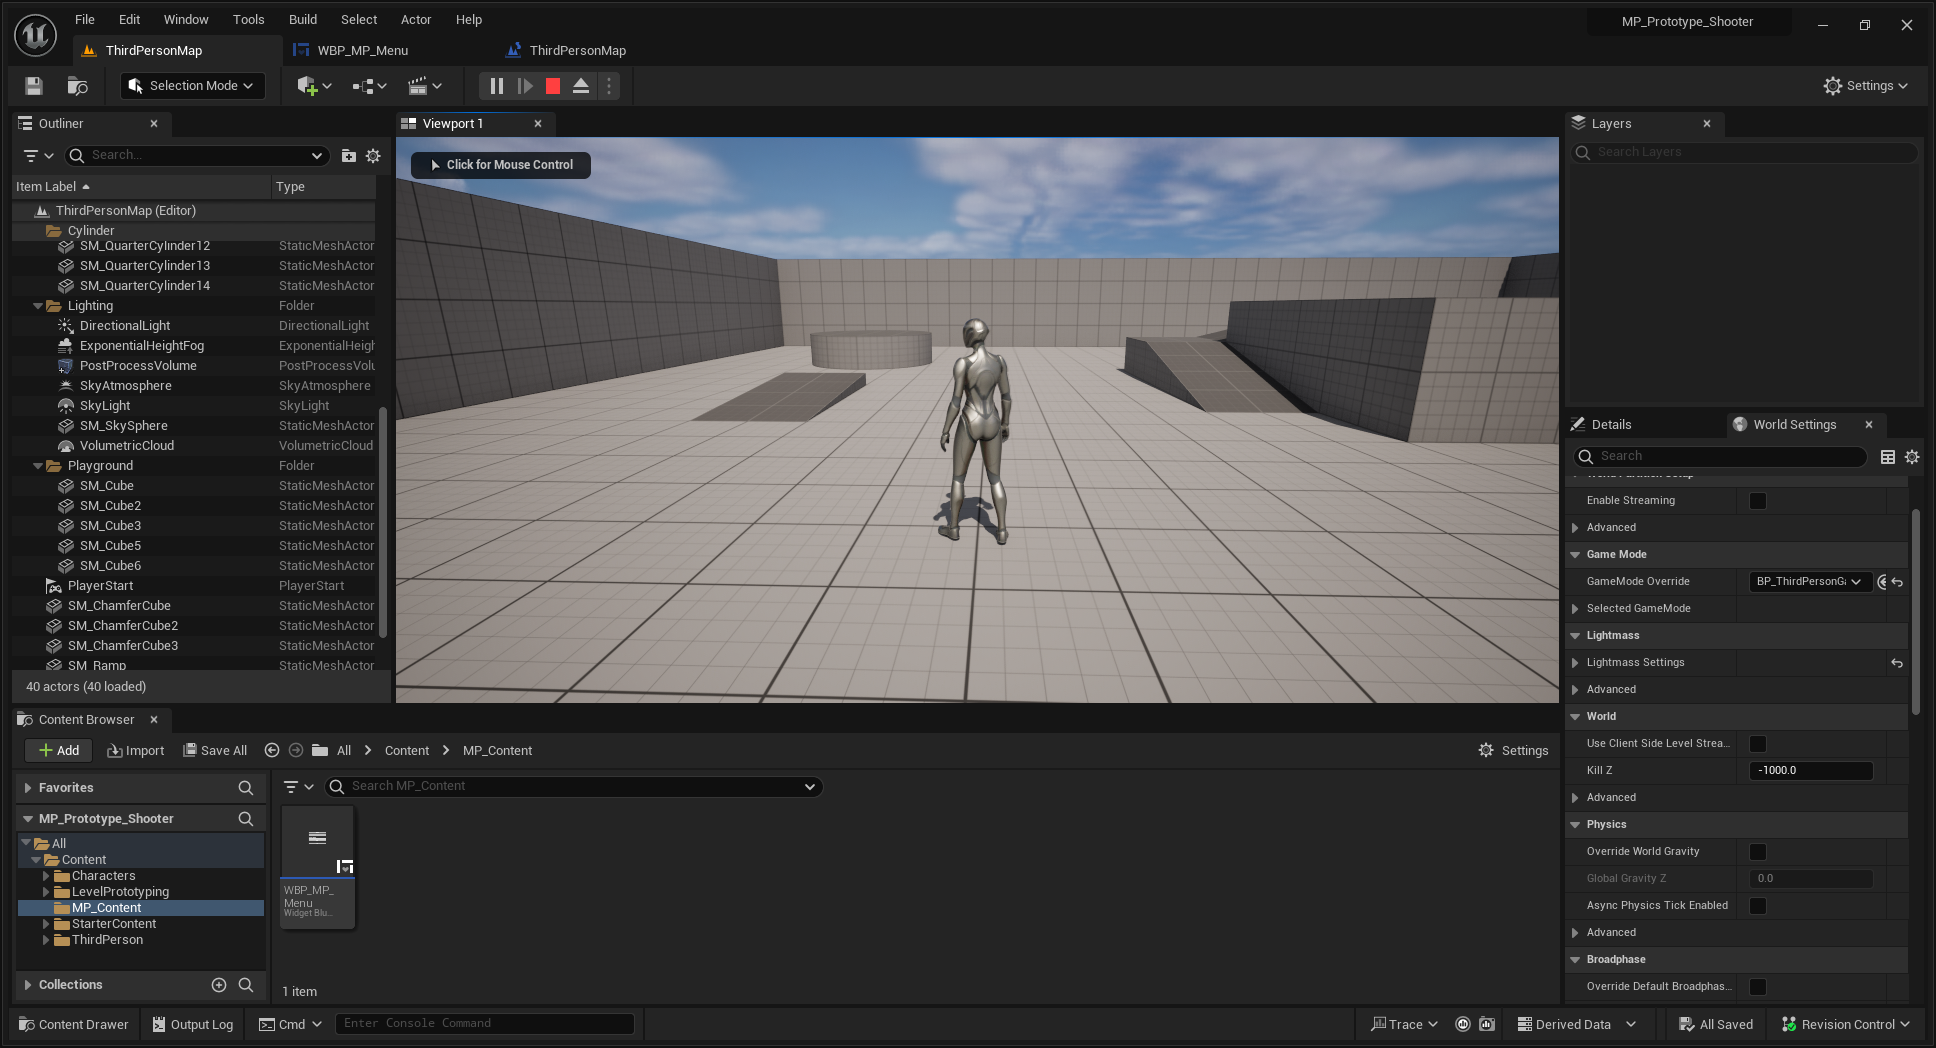 File Edit Window Tools Build Select Actor Help
MP_Prototype_Shooter
ThirdPersonMap
WBP_MP_Menu
ThirdPersonMap
Selection Mode
Settings
Outliner
Search...
Item Label
Type
ThirdPersonMap (Editor)
Cylinder
SM_QuarterCylinder12 StaticMeshActor
SM_QuarterCylinder13 StaticMeshActor
SM_QuarterCylinder14 StaticMeshActor
Lighting Folder
DirectionalLight DirectionalLight
ExponentialHeightFog ExponentialHeigh
PostProcessVolume PostProcessVolu
SkyAtmosphere SkyAtmosphere
SkyLight SkyLight
SM_SkySphere StaticMeshActor
VolumetricCloud VolumetricCloud
Playground Folder
SM_Cube StaticMeshActor
SM_Cube2 StaticMeshActor
SM_Cube3 StaticMeshActor
SM_Cube5 StaticMeshActor
SM_Cube6 StaticMeshActor
PlayerStart PlayerStart
SM_ChamferCube StaticMeshActor
SM_ChamferCube2 StaticMeshActor
SM_ChamferCube3 StaticMeshActor
SM_Ramp StaticMeshActor
40 actors (40 loaded)
Viewport 1
Click for Mouse Control
Layers
Search Layers
Details
World Settings
Search
World Partition Setup
Enable Streaming
Advanced
Game Mode
GameMode Override BP_ThirdPersonGa
Selected GameMode
Lightmass
Lightmass Settings
Advanced
World
Use Client Side Level Strea...
Kill Z -1000.0
Advanced
Physics
Override World Gravity
Global Gravity Z 0.0
Async Physics Tick Enabled
Advanced
Broadphase
Override Default Broadphas...
Content Browser
Add Import Save All All Content MP_Content
Settings
Favorites
MP_Prototype_Shooter
All
Content
Characters
LevelPrototyping
MP_Content
StarterContent
ThirdPerson
Collections
Search MP_Content
WBP_MP_
Menu
Widget Blu...
1 item
Content Drawer
Output Log
Cmd
Enter Console Command
Trace
Derived Data
All Saved
Revision Control